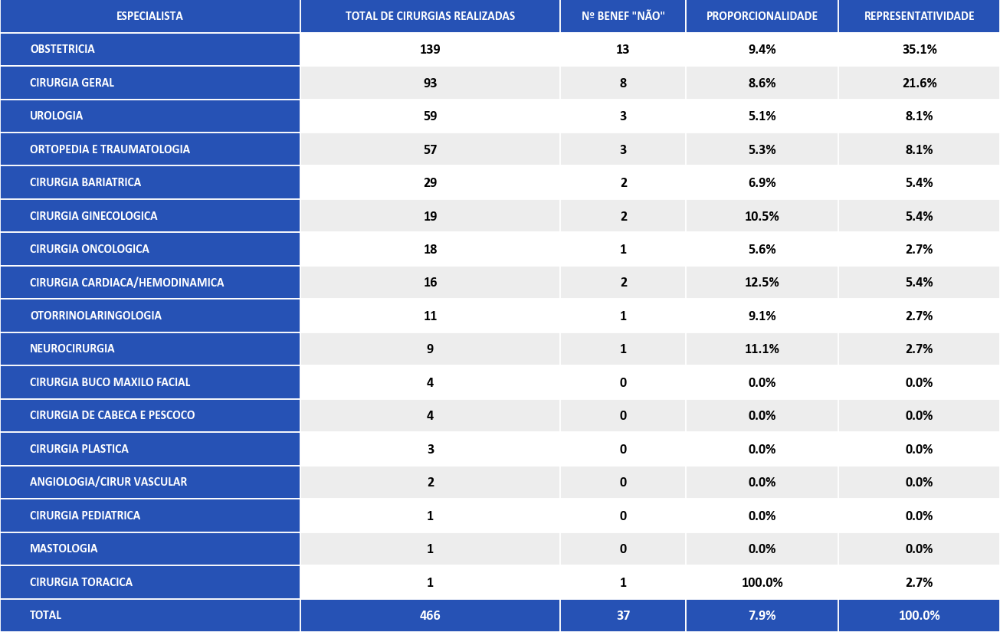 ESPECIALISTA TOTAL DE CIRURGIAS REALIZADAS Nº BENEF "NÃO" PROPORCIONALIDADE REPRESENTATIVIDADE
OBSTETRICIA 139 13 9.4% 35.1%
CIRURGIA GERAL 93 8 8.6% 21.6%
UROLOGIA 59 3 5.1% 8.1%
ORTOPEDIA E TRAUMATOLOGIA 57 3 5.3% 8.1%
CIRURGIA BARIATRICA 29 2 6.9% 5.4%
CIRURGIA GINECOLOGICA 19 2 10.5% 5.4%
CIRURGIA ONCOLOGICA 18 1 5.6% 2.7%
CIRURGIA CARDIACA/HEMODINAMICA 16 2 12.5% 5.4%
OTORRINOLARINGOLOGIA 11 1 9.1% 2.7%
NEUROCIRURGIA 9 1 11.1% 2.7%
CIRURGIA BUCO MAXILO FACIAL 4 0 0.0% 0.0%
CIRURGIA DE CABECA E PESCOCO 4 0 0.0% 0.0%
CIRURGIA PLASTICA 3 0 0.0% 0.0%
ANGIOLOGIA/CIRUR VASCULAR 2 0 0.0% 0.0%
CIRURGIA PEDIATRICA 1 0 0.0% 0.0%
MASTOLOGIA 1 0 0.0% 0.0%
CIRURGIA TORACICA 1 1 100.0% 2.7%
TOTAL 466 37 7.9% 100.0%